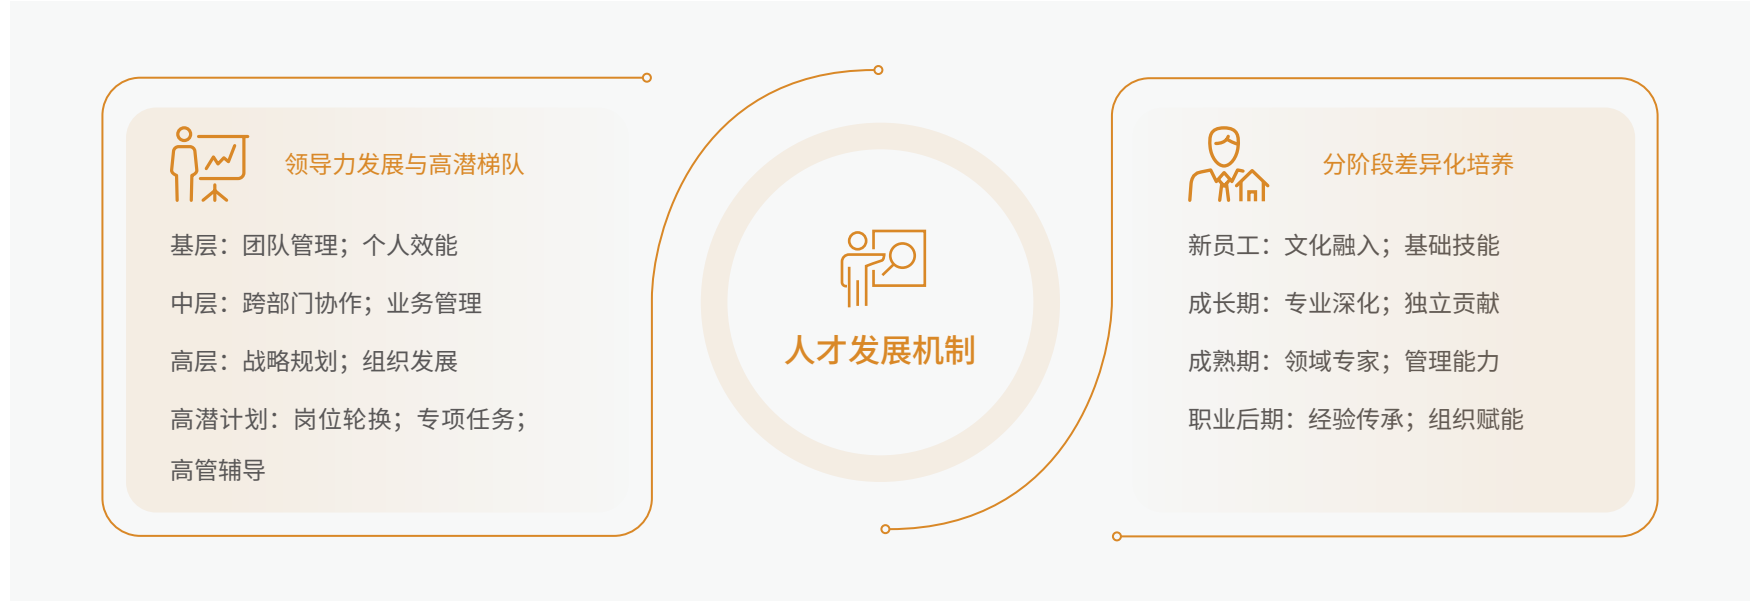 领导力发展与高潜梯队
基层：团队管理；个人效能
中层：跨部门协作；业务管理
高层：战略规划；组织发展
高潜计划：岗位轮换；专项任务；
高管辅导
人才发展机制
分阶段差异化培养
新员工：文化融入；基础技能
成长期：专业深化；独立贡献
成熟期：领域专家；管理能力
职业后期：经验传承；组织赋能